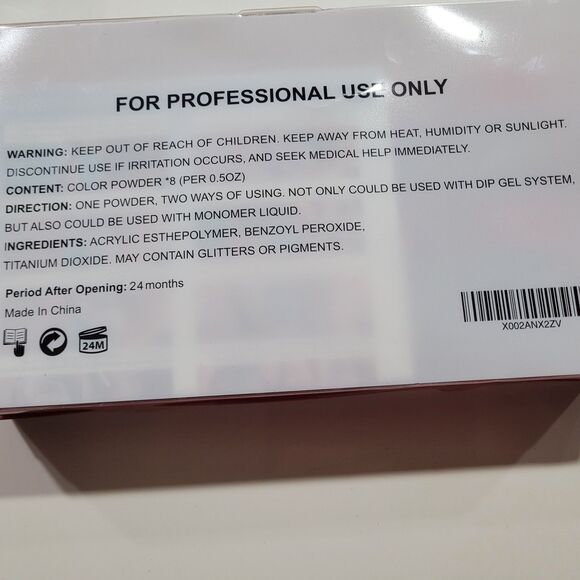 FOR PROFESSIONAL USE ONLY
WARNING: KEEP OUT OF REACH OF CHILDREN. KEEP AWAY FROM HEAT, HUMIDITY OR SUNLIGHT.
DISCONTINUE USE IF IRRITATION OCCURS, AND SEEK MEDICAL HELP IMMEDIATELY.
CONTENT: COLOR POWDER *8 (PER 0.5OZ)
DIRECTION: ONE POWDER, TWO WAYS OF USING. NOT ONLY COULD BE USED WITH DIP GEL SYSTEM,
BUT ALSO COULD BE USED WITH MONOMER LIQUID.
INGREDIENTS: ACRYLIC ESTHEPOLYMER, BENZOYL PEROXIDE,
TITANIUM DIOXIDE. MAY CONTAIN GLITTERS OR PIGMENTS.
Period After Opening: 24 months
Made In China
24M
X002ANX2ZV